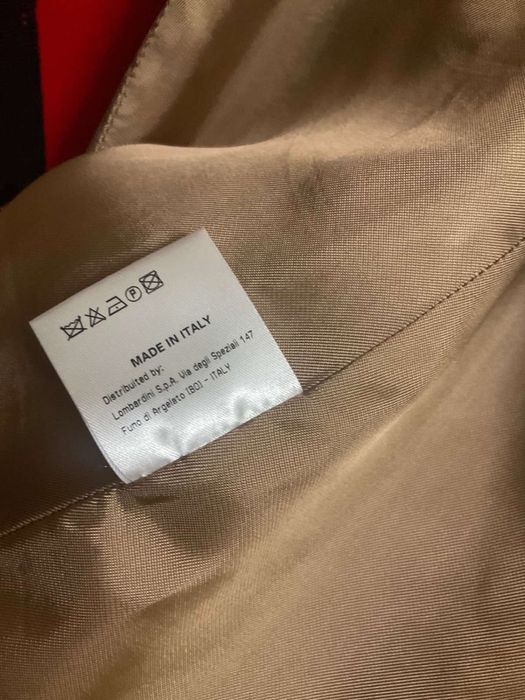 P
MADE IN ITALY
Distributed by:
Lombardini S.p.A. Via degli Speziali 147
Funo di Argelato (BO) - ITALY